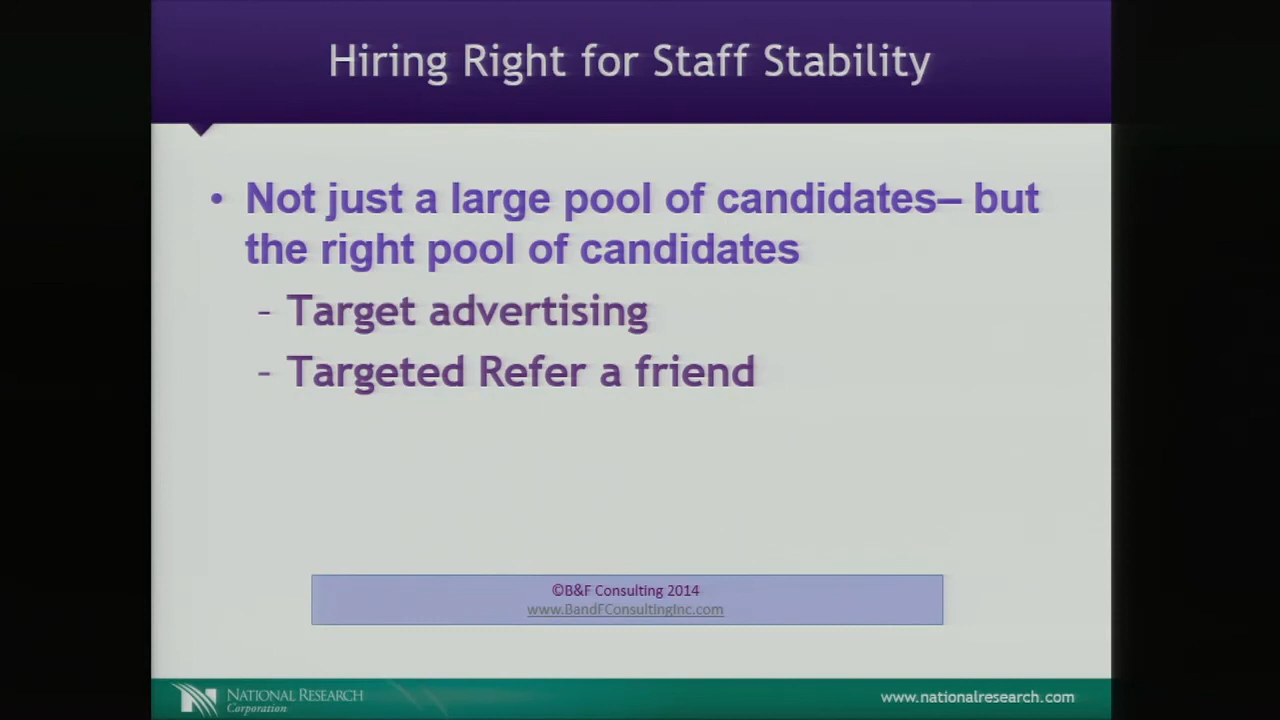 Hiring Right for Staff Stability
• Not just a large pool of candidates– but
the right pool of candidates
– Target advertising
– Targeted Refer a friend
©B&F Consulting 2014
www.BandFConsultingInc.com
NATIONAL RESEARCH
Corporation
www.nationalresearch.com